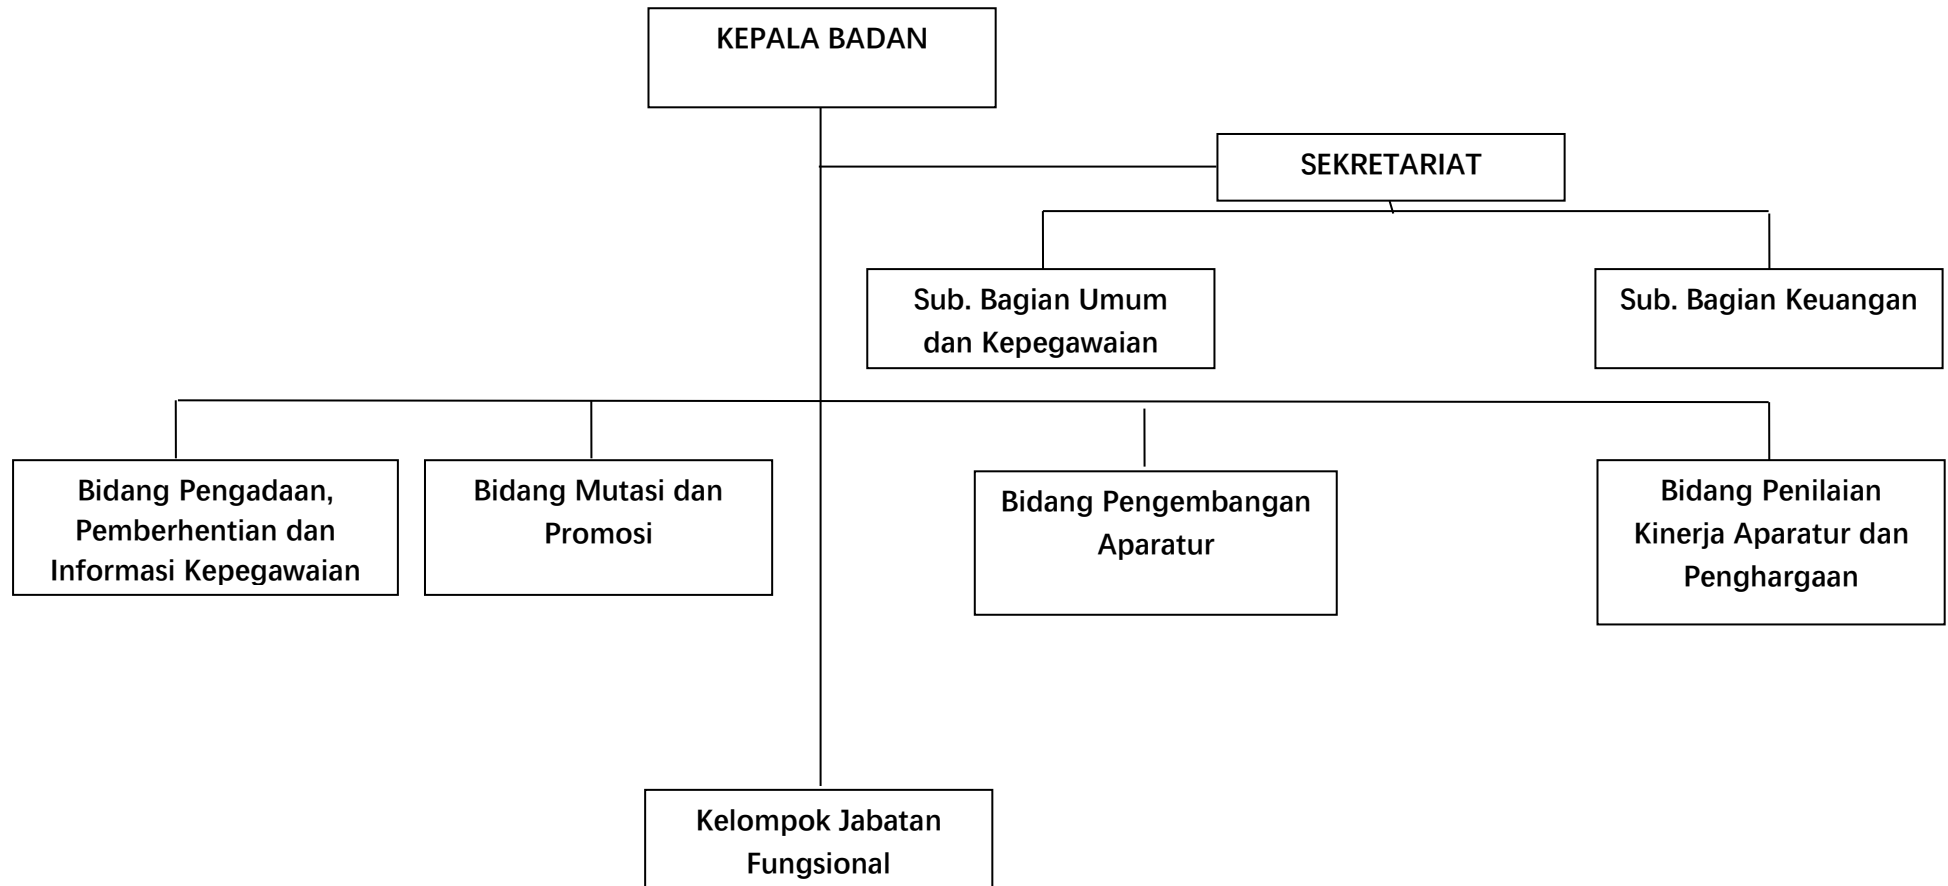 KEPALA BADAN
SEKRETARIAT
Sub. Bagian Umum
dan Kepegawaian
Sub. Bagian Keuangan
Bidang Pengadaan,
Pemberhentian dan
Informasi Kepegawaian
Bidang Mutasi dan
Promosi
Bidang Pengembangan
Aparatur
Bidang Penilaian
Kinerja Aparatur dan
Penghargaan
Kelompok Jabatan
Fungsional